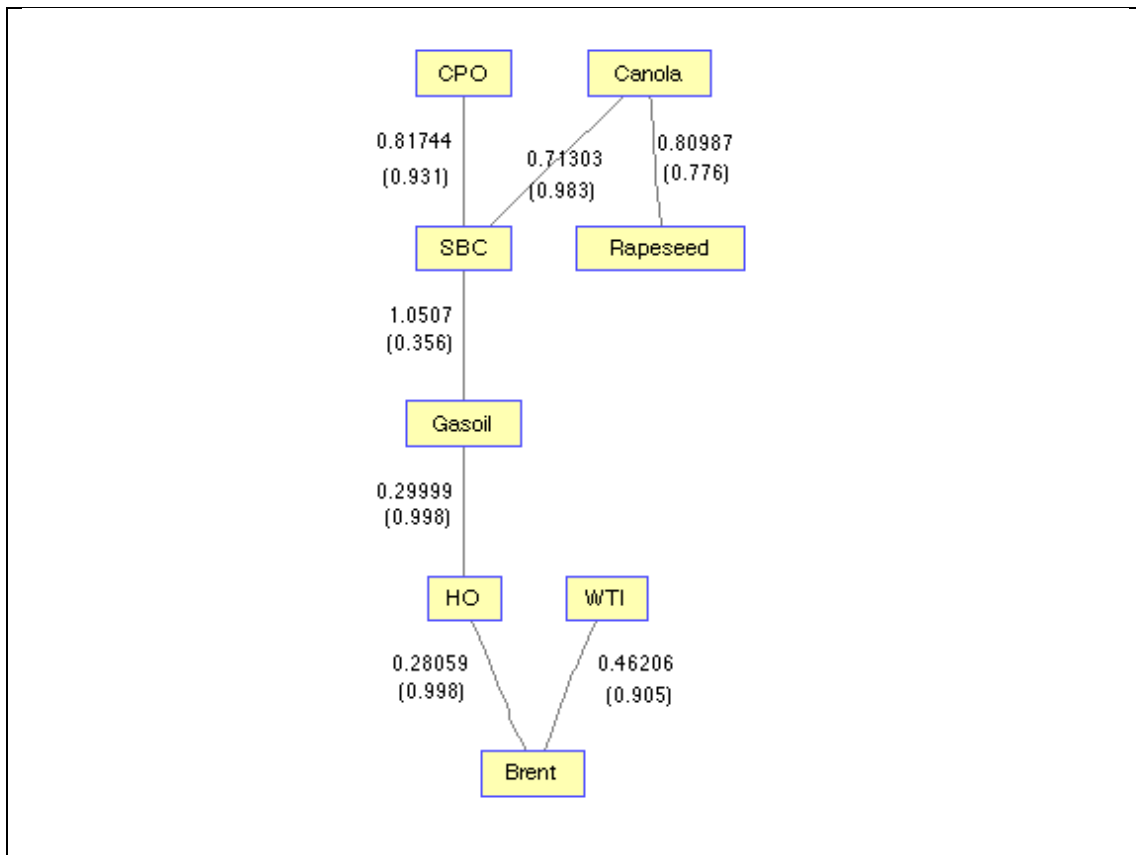 CPO
Canola
0.81744
(0.931)
0.71303
(0.983)
0.80987
(0.776)
SBC
Rapeseed
1.0507
(0.356)
Gasoil
0.29999
(0.998)
HO
WTI
0.28059
(0.998)
0.46206
(0.905)
Brent